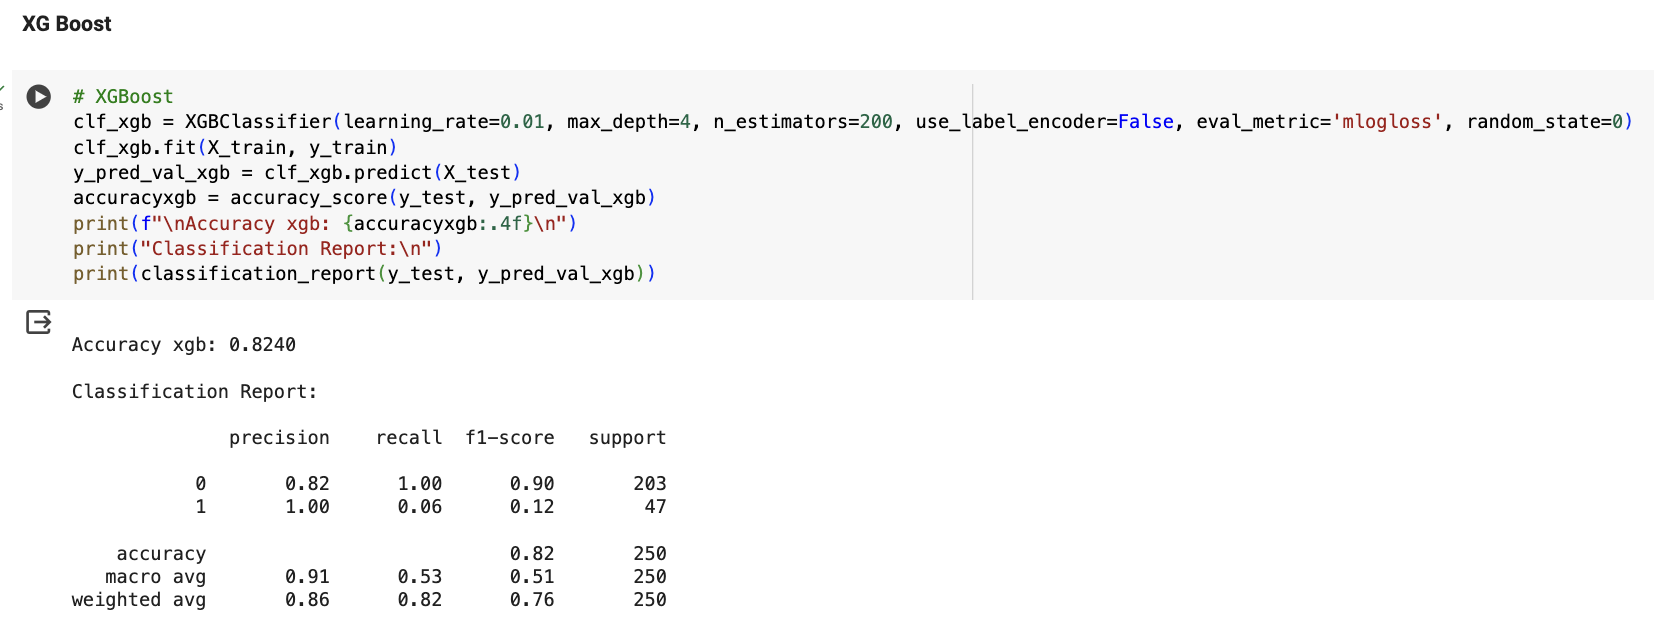 XG Boost
s
# XGBoost
clf_xgb = XGBClassifier(learning_rate=0.01, max_depth=4, n_estimators=200, use_label_encoder=False, eval_metric='mlogloss', random_state=0)
clf_xgb.fit(X_train, y_train)
y_pred_val_xgb = clf_xgb.predict(X_test)
accuracyxgb = accuracy_score(y_test, y_pred_val_xgb)
print(f"\nAccuracy xgb: {accuracyxgb:.4f}\n")
print("Classification Report:\n")
print(classification_report(y_test, y_pred_val_xgb))
Accuracy xgb: 0.8240
Classification Report:
precision recall f1-score support
0 0.82 1.00 0.90 203
1 1.00 0.06 0.12 47
accuracy 0.82 250
macro avg 0.91 0.53 0.51 250
weighted avg 0.86 0.82 0.76 250